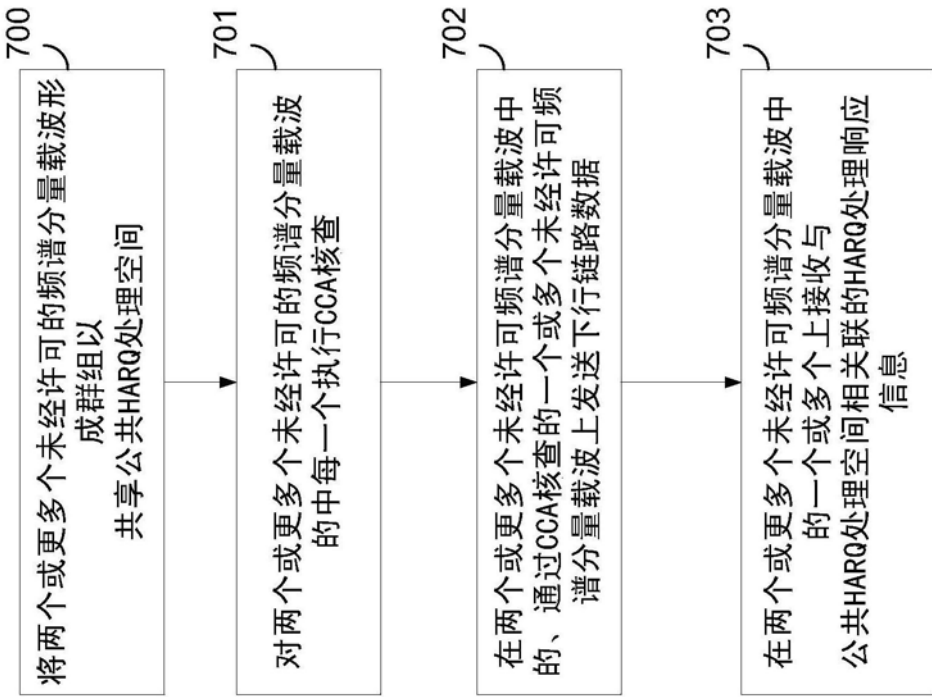 700
将两个或更多个未经许可的频谱分量载波形
成群组以
共享公共HARQ处理空间
701
对两个或更多个未经许可的频谱分量载波
的中每一个执行CCA核查
702
在两个或更多个未经许可频谱分量载波中
的、通过CCA核查的一个或多个未经许可频
谱分量载波上发送下行链路数据
703
在两个或更多个未经许可频谱分量载波中
的一个或多个上接收与
公共HARQ处理空间相关联的HARQ处理响应
信息